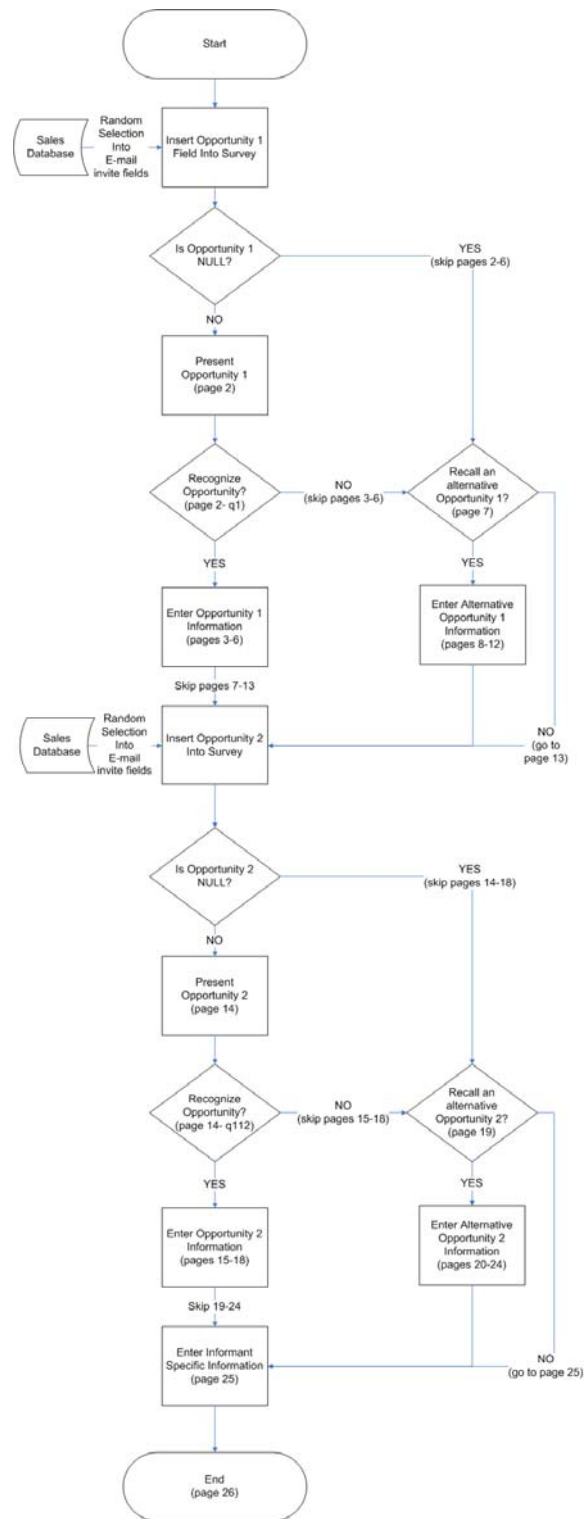 Start
Sales
Database
Random
Selection
Into
E-mail
invite fields
Insert Opportunity 1
Field Into Survey
Is Opportunity 1
NULL?
YES
(skip pages 2-6)
NO
Present
Opportunity 1
(page 2)
Recognize
Opportunity?
(page 2- q1)
NO
(skip pages 3-6)
Recall an
alternative
Opportunity 1?
(page 7)
YES
YES
Enter Opportunity 1
Information
(pages 3-6)
Enter Alternative
Opportunity 1
Information
(pages 8-12)
Skip pages 7-13
Sales
Database
Random
Selection
Into
E-mail
invite fields
Insert Opportunity 2
Into Survey
NO
(go to
page 13)
Is Opportunity 2
NULL?
YES
(skip pages 14-18)
NO
Present
Opportunity 2
(page 14)
Recognize
Opportunity?
(page 14- q112)
NO
(skip pages 15-18)
Recall an
alternative
Opportunity 2?
(page 19)
YES
YES
Enter Opportunity 2
Information
(pages 15-18)
Enter Alternative
Opportunity 2
Information
(pages 20-24)
Skip 19-24
Enter Informant
Specific Information
(page 25)
NO
(go to page 25)
End
(page 26)